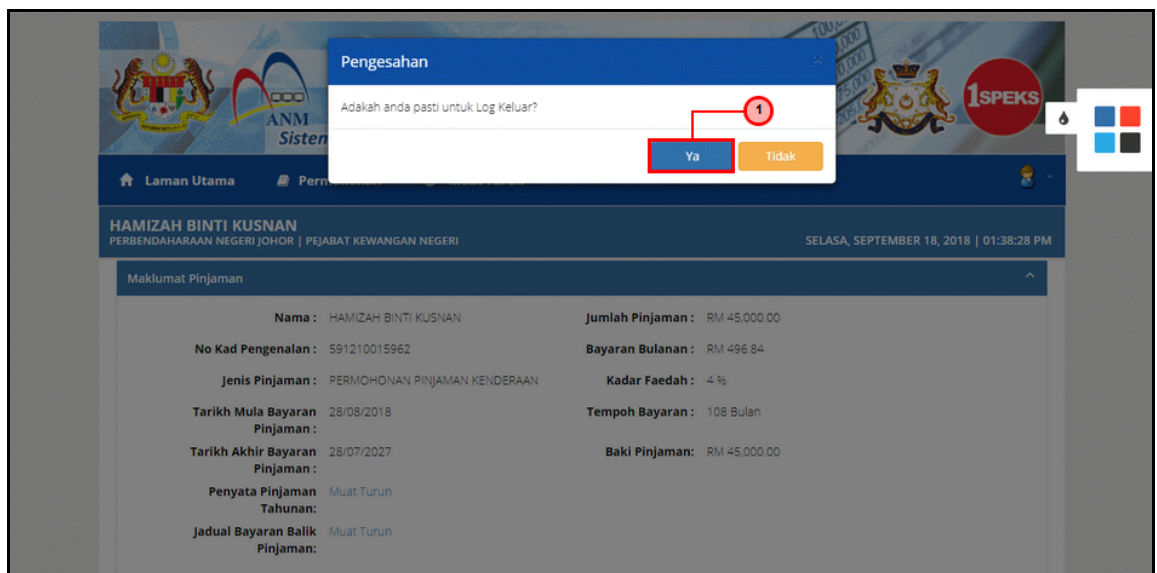 Pengesahan
×
Adakah anda pasti untuk Log Keluar?
1
Ya
Tidak
ANM
Sisten
1SPEKS
Laman Utama
HAMIZAH BINTI KUSNAN
PERBENDAHARAAN NEGERI JOHOR | PEJABAT KEWANGAN NEGERI
SELASA, SEPTEMBER 18, 2018 | 01:38:28 PM
Maklumat Pinjaman
Nama : HAMIZAH BINTI KUSNAN
Jumlah Pinjaman : RM 45,000.00
No Kad Pengenalan : 591210015962
Bayaran Bulanan : RM 496.84
Jenis Pinjaman : PERMOHONAN PINJAMAN KENDERAAN
Kadar Faedah : 4 %
Tarikh Mula Bayaran 28/08/2018
Pinjaman :
Tempoh Bayaran : 108 Bulan
Tarikh Akhir Bayaran 28/07/2027
Pinjaman :
Baki Pinjaman: RM 45,000.00
Penyata Pinjaman Muat Turun
Tahunan:
Jadual Bayaran Balik Muat Turun
Pinjaman: